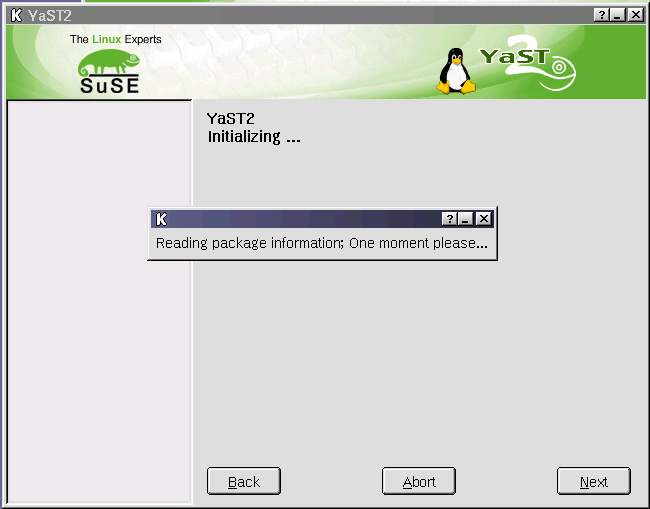 YaST2
The Linux Experts
SuSE
YaST 2
YaST2
Initializing ...
Reading package information; One moment please...
Back
Abort
Next